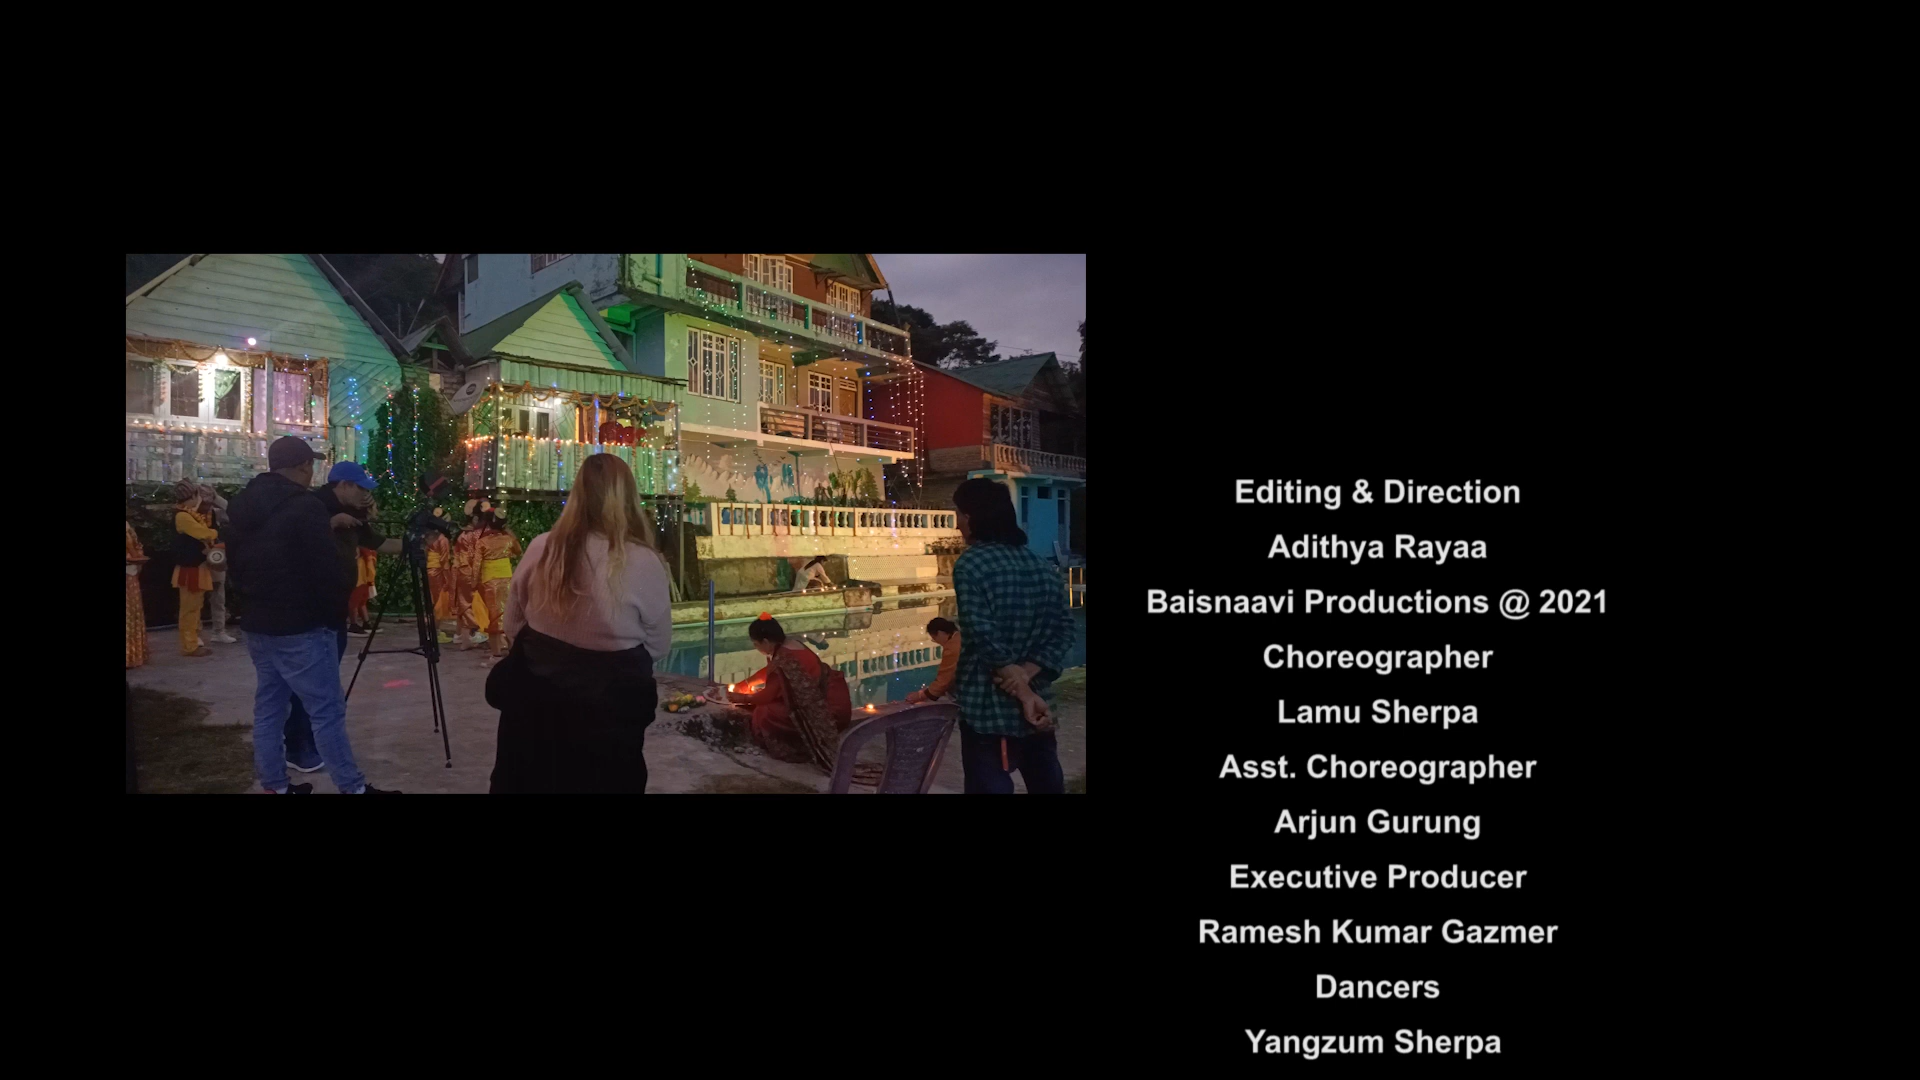 Editing & Direction
Adithya Rayaa
Baisnaavi Productions @ 2021
Choreographer
Lamu Sherpa
Asst. Choreographer
Arjun Gurung
Executive Producer
Ramesh Kumar Gazmer
Dancers
Yangzum Sherpa